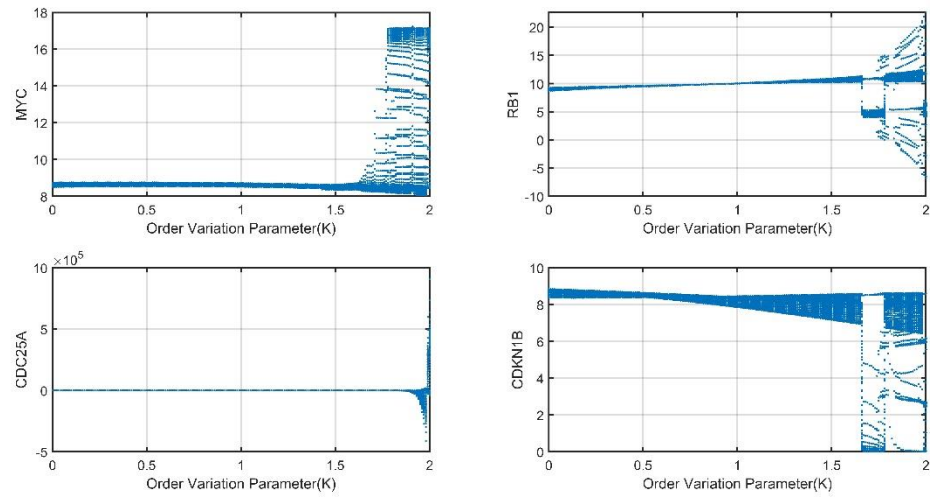 18
16
14
12
10
8
MYC
0 0.5 1 1.5 2
Order Variation Parameter(K)
20
15
10
5
0
-5
-10
RB1
0 0.5 1 1.5 2
Order Variation Parameter(K)
×10^5
10
5
0
-5
CDC25A
0 0.5 1 1.5 2
Order Variation Parameter(K)
10
8
6
4
2
0
CDKN1B
0 0.5 1 1.5 2
Order Variation Parameter(K)